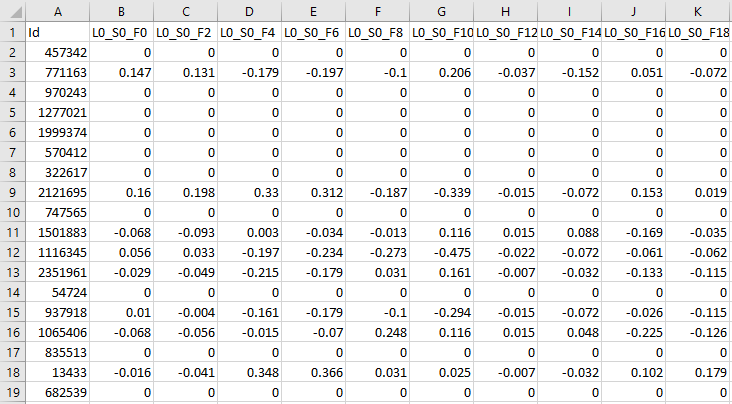 A B C D E F G H I J K
1 Id L0_S0_F0 L0_S0_F2 L0_S0_F4 L0_S0_F6 L0_S0_F8 L0_S0_F10 L0_S0_F12 L0_S0_F14 L0_S0_F16 L0_S0_F18
2 457342 0 0 0 0 0 0 0 0 0 0
3 771163 0.147 0.131 -0.179 -0.197 -0.1 0.206 -0.037 -0.152 0.051 -0.072
4 970243 0 0 0 0 0 0 0 0 0 0
5 1277021 0 0 0 0 0 0 0 0 0 0
6 1999374 0 0 0 0 0 0 0 0 0 0
7 570412 0 0 0 0 0 0 0 0 0 0
8 322617 0 0 0 0 0 0 0 0 0 0
9 2121695 0.16 0.198 0.33 0.312 -0.187 -0.339 -0.015 -0.072 0.153 0.019
10 747565 0 0 0 0 0 0 0 0 0 0
11 1501883 -0.068 -0.093 0.003 -0.034 -0.013 0.116 0.015 0.088 -0.169 -0.035
12 1116345 0.056 0.033 -0.197 -0.234 -0.273 -0.475 -0.022 -0.072 -0.061 -0.062
13 2351961 -0.029 -0.049 -0.215 -0.179 0.031 0.161 -0.007 -0.032 -0.133 -0.115
14 54724 0 0 0 0 0 0 0 0 0 0
15 937918 0.01 -0.004 -0.161 -0.179 -0.1 -0.294 -0.015 -0.072 -0.026 -0.115
16 1065406 -0.068 -0.056 -0.015 -0.07 0.248 0.116 0.015 0.048 -0.225 -0.126
17 835513 0 0 0 0 0 0 0 0 0 0
18 13433 -0.016 -0.041 0.348 0.366 0.031 0.025 -0.007 -0.032 0.102 0.179
19 682539 0 0 0 0 0 0 0 0 0 0